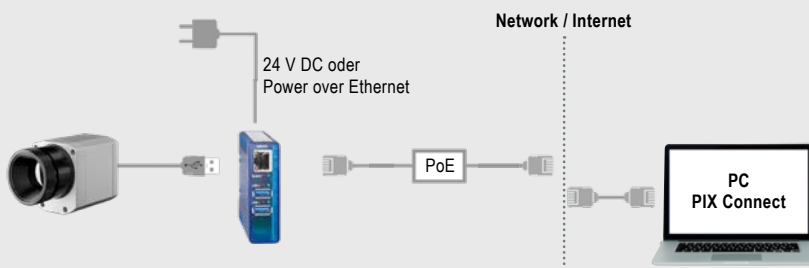 Network / Internet
24 V DC oder
Power over Ethernet
PoE
PC
PIX Connect